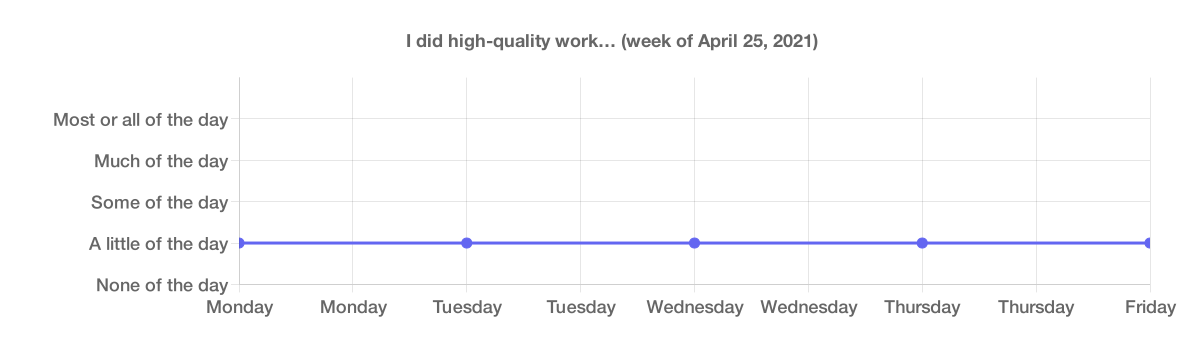 I did high-quality work… (week of April 25, 2021)
Most or all of the day
Much of the day
Some of the day
A little of the day
None of the day
Monday Monday Tuesday Tuesday Wednesday Wednesday Thursday Thursday Friday